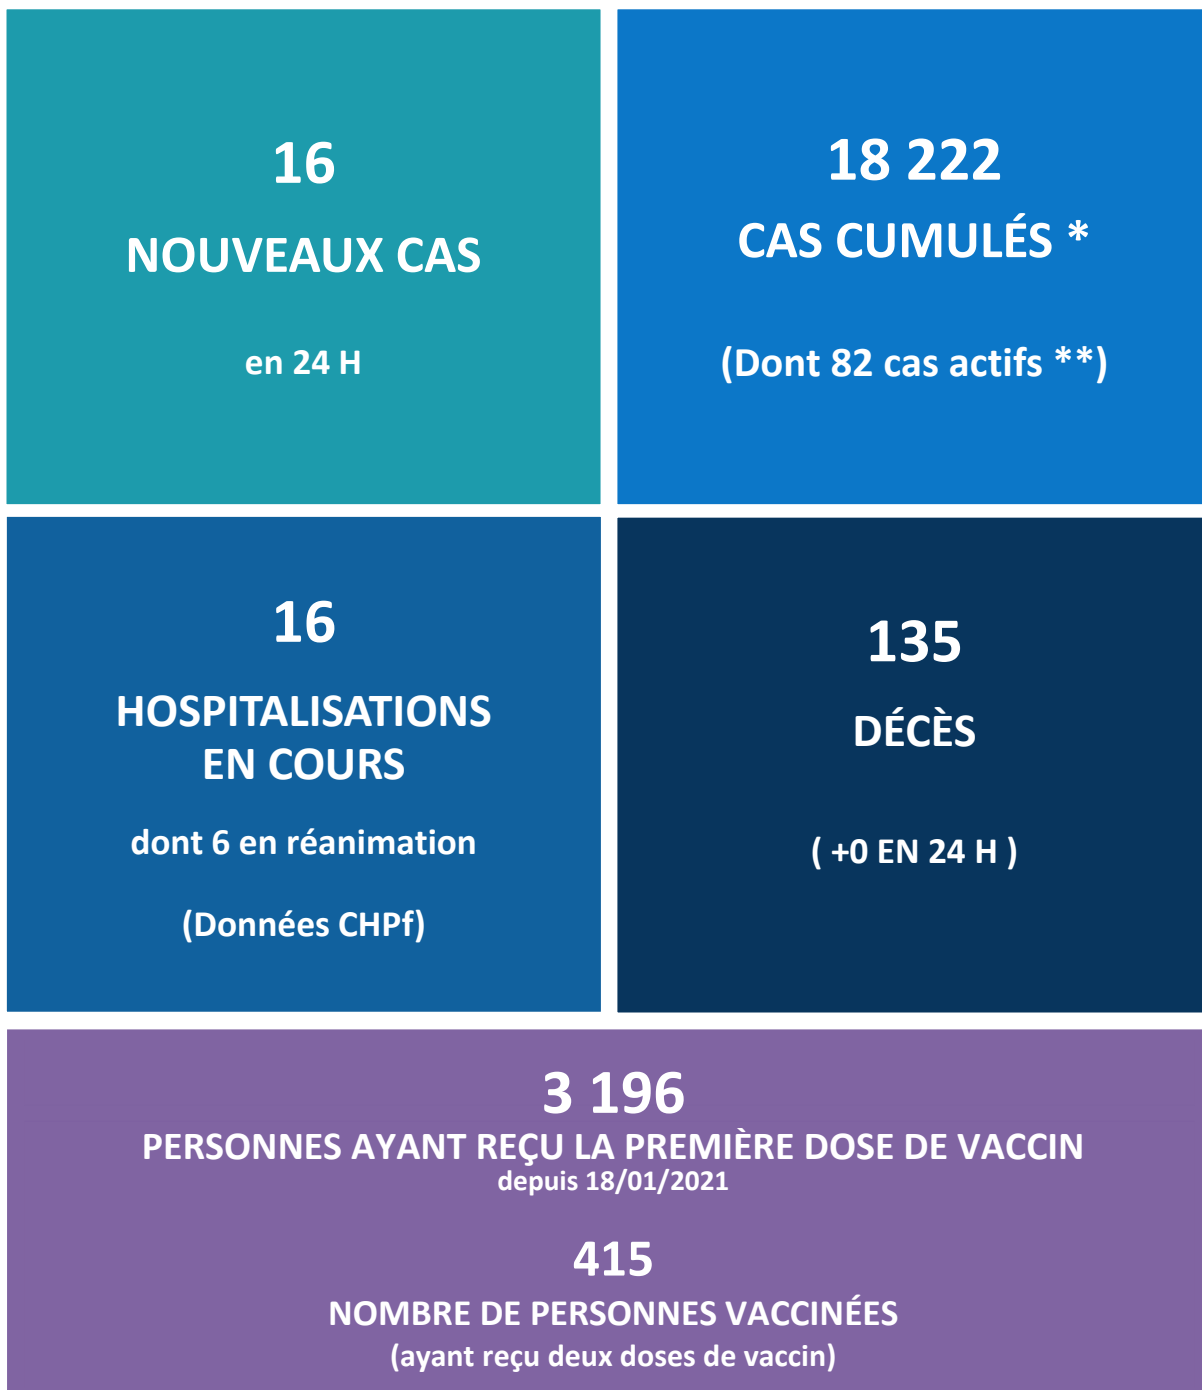 16
NOUVEAUX CAS
en 24 H
18 222
CAS CUMULÉS *
(Dont 82 cas actifs **)
16
HOSPITALISATIONS
EN COURS
dont 6 en réanimation
(Données CHPf)
135
DÉCÈS
( +0 EN 24 H )
3 196
PERSONNES AYANT REÇU LA PREMIÈRE DOSE DE VACCIN
depuis 18/01/2021
415
NOMBRE DE PERSONNES VACCINÉES
(ayant reçu deux doses de vaccin)